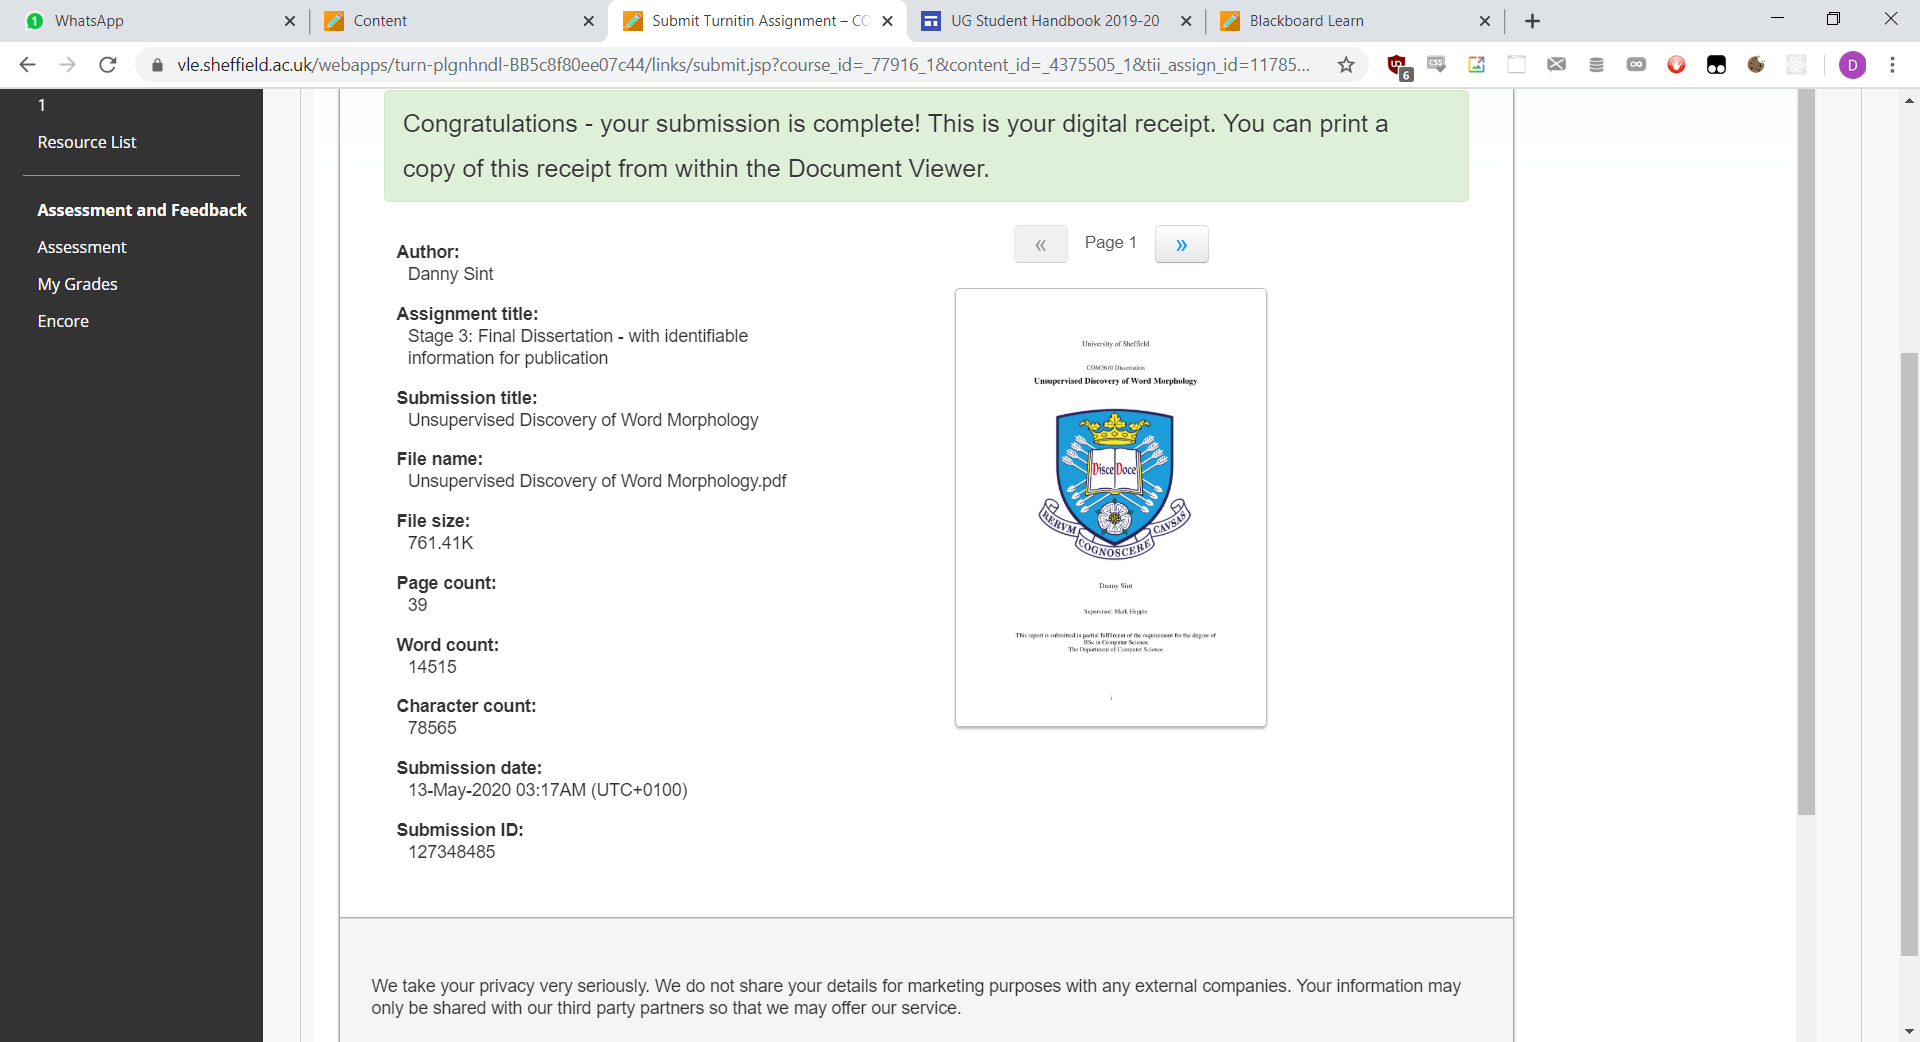 WhatsApp
Content
Submit Turnitin Assignment – CO
UG Student Handbook 2019-20
Blackboard Learn
vle.sheffield.ac.uk/webapps/turn-plgnhndl-BB5c8f80ee07c44/links/submit.jsp?course_id=_77916_1&content_id=_4375505_1&tii_assign_id=11785...
6
CSS
D
1
Resource List
Assessment and Feedback
Assessment
My Grades
Encore
Congratulations - your submission is complete! This is your digital receipt. You can print a
copy of this receipt from within the Document Viewer.
Author:
Danny Sint
Assignment title:
Stage 3: Final Dissertation - with identifiable
information for publication
Submission title:
Unsupervised Discovery of Word Morphology
File name:
Unsupervised Discovery of Word Morphology.pdf
File size:
761.41K
Page count:
39
Word count:
14515
Character count:
78565
Submission date:
13-May-2020 03:17AM (UTC+0100)
Submission ID:
127348485
« Page 1 »
University of Sheffield
COM3610 Dissertation
Unsupervised Discovery of Word Morphology
Disce Doce
RERVM COGNOSCERE CAVSAS
Danny Sint
Supervisor: Mark Hepple
This report is submitted in partial fulfilment of the requirement for the degree of
BSc in Computer Science
The Department of Computer Science
i
We take your privacy very seriously. We do not share your details for marketing purposes with any external companies. Your information may
only be shared with our third party partners so that we may offer our service.